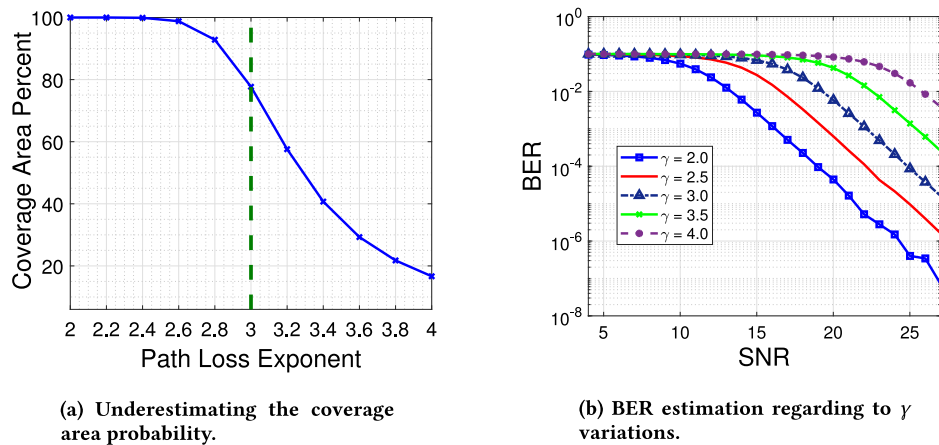 100
80
60
40
20
2 2.2 2.4 2.6 2.8 3 3.2 3.4 3.6 3.8 4
Coverage Area Percent
Path Loss Exponent
(a) Underestimating the coverage
area probability.
10^0
10^-2
10^-4
10^-6
10^-8
BER
γ = 2.0
γ = 2.5
γ = 3.0
γ = 3.5
γ = 4.0
5 10 15 20 25
SNR
(b) BER estimation regarding to γ
variations.